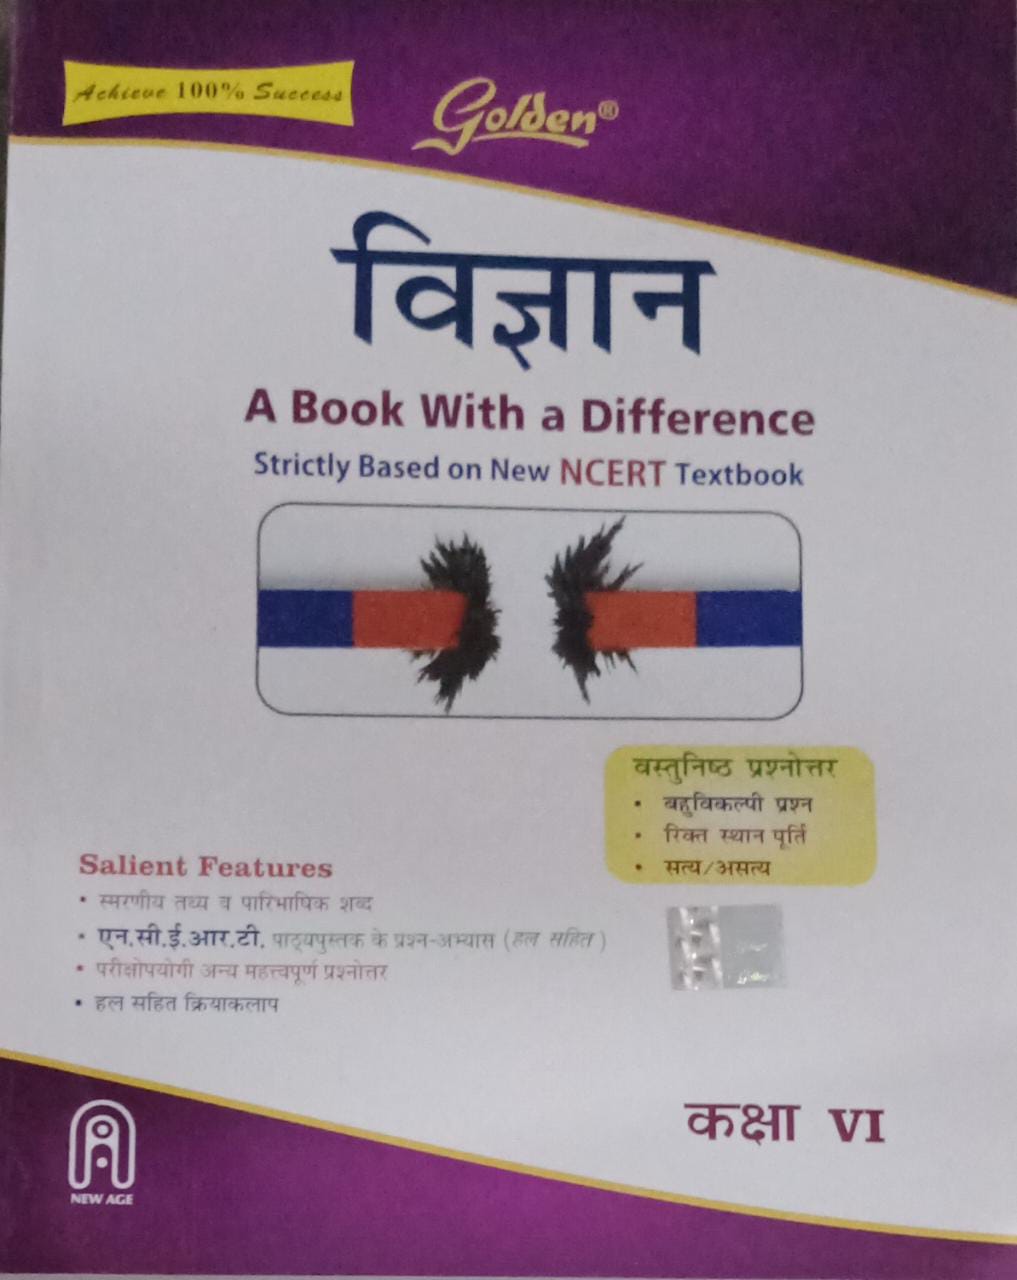 Achieve 100% Success
Golden®
विज्ञान
A Book With a Difference
Strictly Based on New NCERT Textbook
वस्तुनिष्ठ प्रश्नोत्तर
• बहुविकल्पी प्रश्न
• रिक्त स्थान पूर्ति
• सत्य/असत्य
Salient Features
• स्मरणीय तथ्य व पारिभाषिक शब्द
• एन.सी.ई.आर.टी. पाठ्यपुस्तक के प्रश्न-अभ्यास (हल सहित)
• परीक्षोपयोगी अन्य महत्त्वपूर्ण प्रश्नोत्तर
• हल सहित क्रियाकलाप
कक्षा VI
NEW AGE